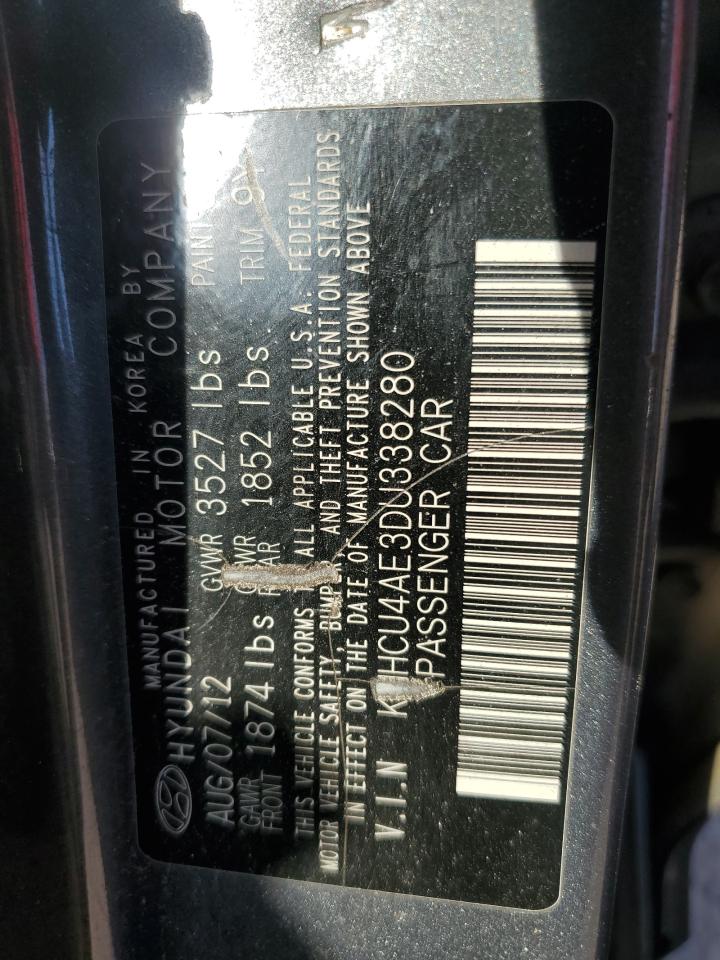 MANUFACTURED IN KOREA BY
HYUNDAI MOTOR COMPANY
AUG/07/12 GVWR 3527 lbs PAINT
GAWR FRONT 1874 lbs 1852 lbs TRIM
THIS VEHICLE CONFORMS ALL APPLICABLE U.S.A FEDERAL
MOTOR VEHICLE SAFETY, AND THEFT PREVENTION STANDARDS
IN EFFECT ON THE DATE OF MANUFACTURE SHOWN ABOVE
V.I.N
PASSENGER CAR